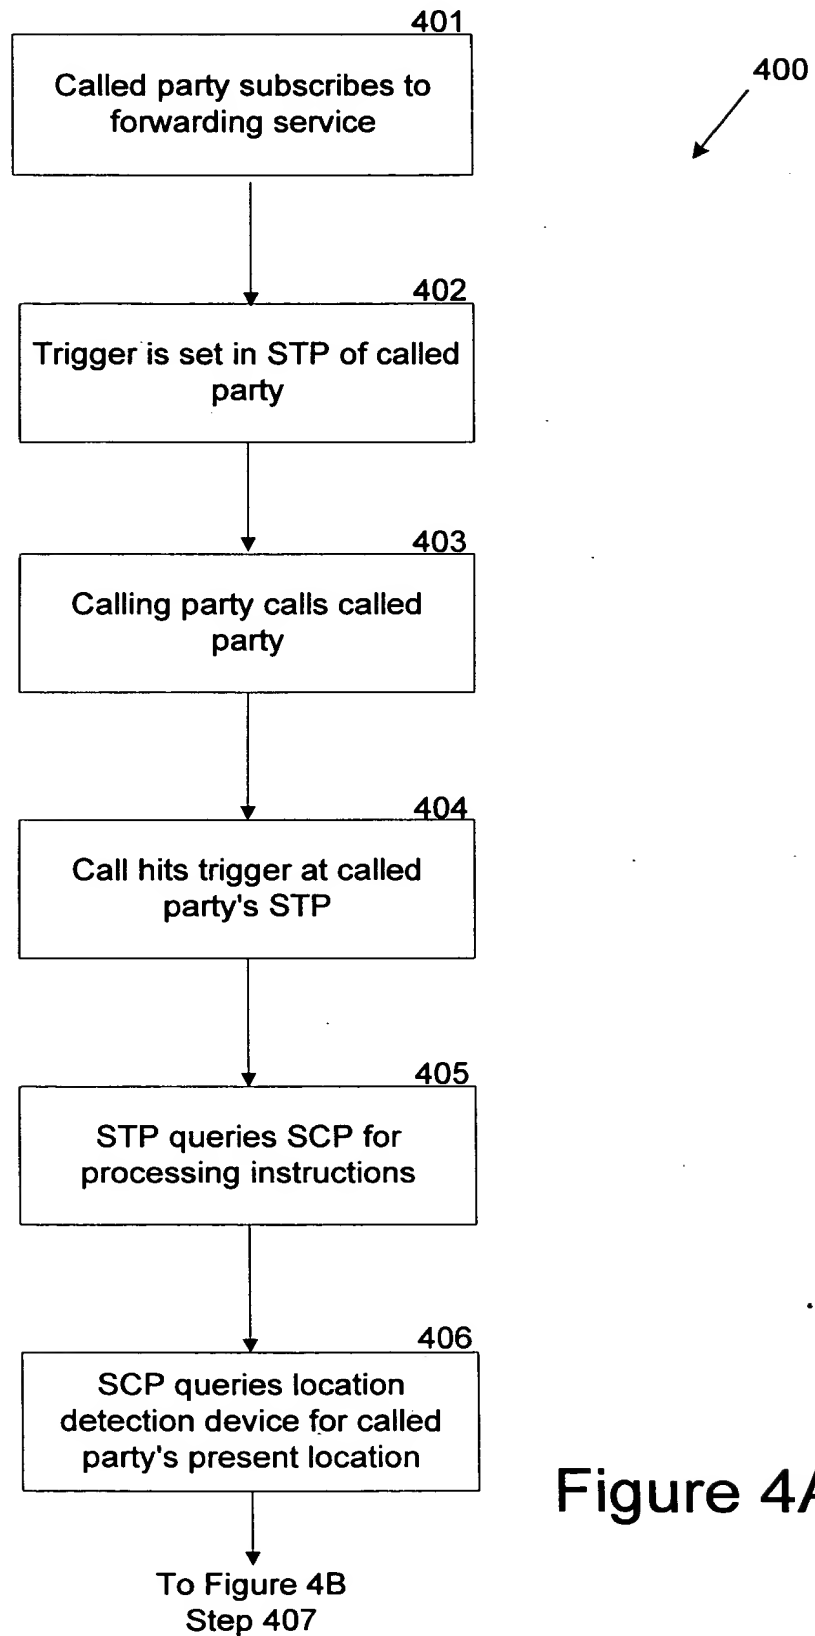 401
Called party subscribes to
forwarding service
400
402
Trigger is set in STP of called
party
403
Calling party calls called
party
404
Call hits trigger at called
party's STP
405
STP queries SCP for
processing instructions
406
SCP queries location
detection device for called
party's present location
Figure 4A
To Figure 4B
Step 407